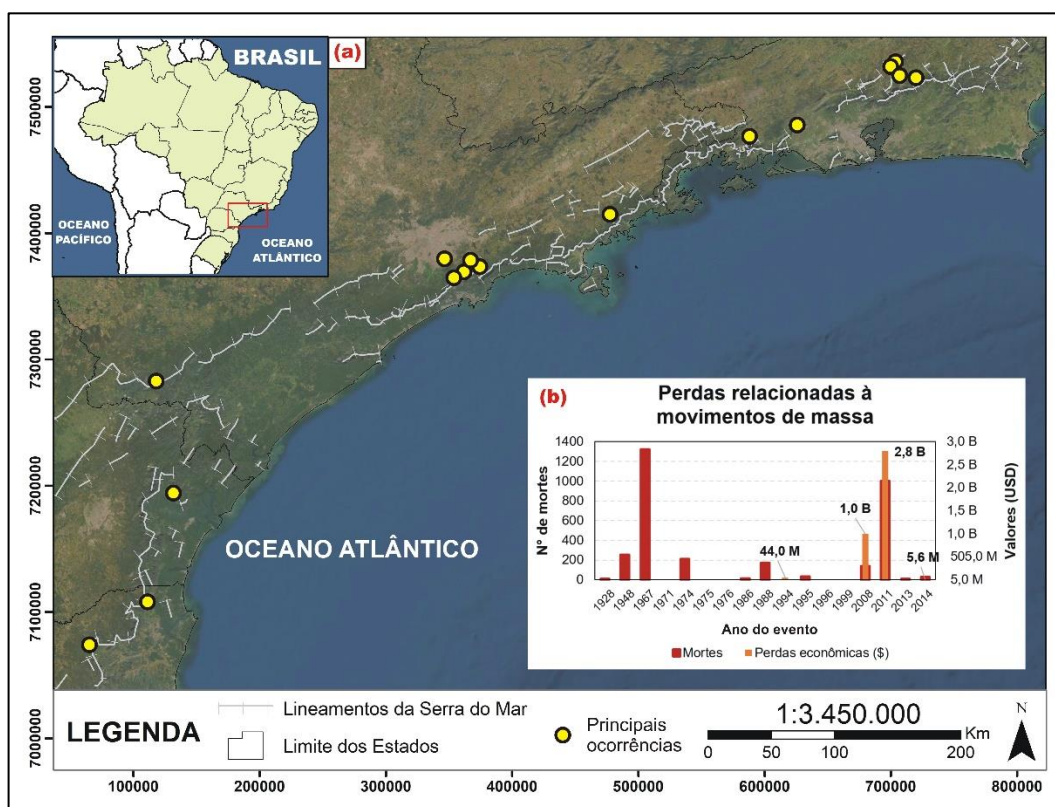 BRASIL
(a)
OCEANO
PACÍFICO
OCEANO
ATLÂNTICO
7500000
7400000
7300000
7200000
7100000
7000000
OCEANO ATLÂNTICO
(b)
Perdas relacionadas à
movimentos de massa
Nº de mortes
1400
1200
1000
800
600
400
200
0
3,0 B
2,5 B
2,0 B
1,5 B
1,0 B
505,0 M
5,0 M
Valores (USD)
44,0 M
1,0 B
2,8 B
5,6 M
1928
1948
1967
1971
1974
1975
1976
1986
1988
1994
1995
1996
1999
2008
2011
2013
2014
Ano do evento
Mortes
Perdas econômicas ($)
LEGENDA
Lineamentos da Serra do Mar
Limite dos Estados
Principais
ocorrências
1:3.450.000
Km
0 50 100 200
N
100000 200000 300000 400000 500000 600000 700000 800000